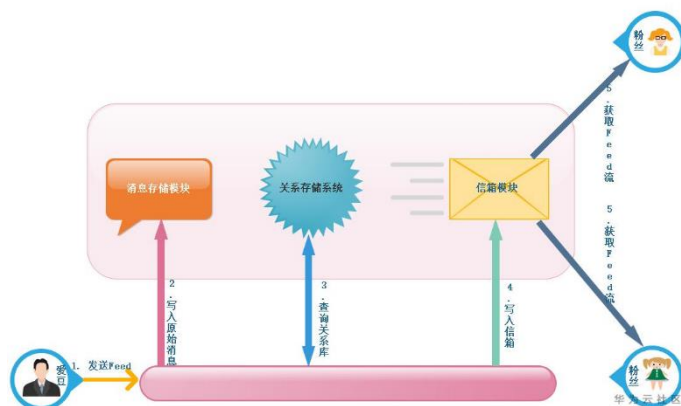 粉丝
5.获取Feed流
消息存储模块
关系存储系统
信箱模块
5.获取Feed流
2.写入原始消息
3.查询关系库
4.写入信箱
爱豆
1. 发送Feed
粉丝
华为云社区